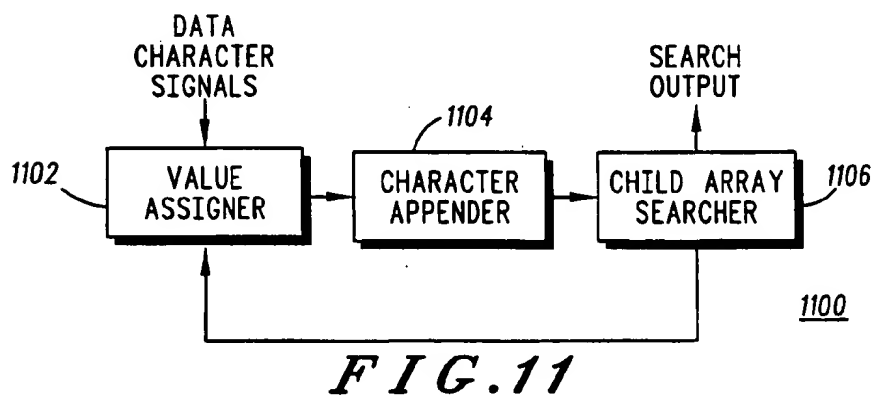 DATA
CHARACTER
SIGNALS
SEARCH
OUTPUT
1104
1102
VALUE
ASSIGNER
CHARACTER
APPENDER
CHILD ARRAY
SEARCHER
1106
1100
FIG.11